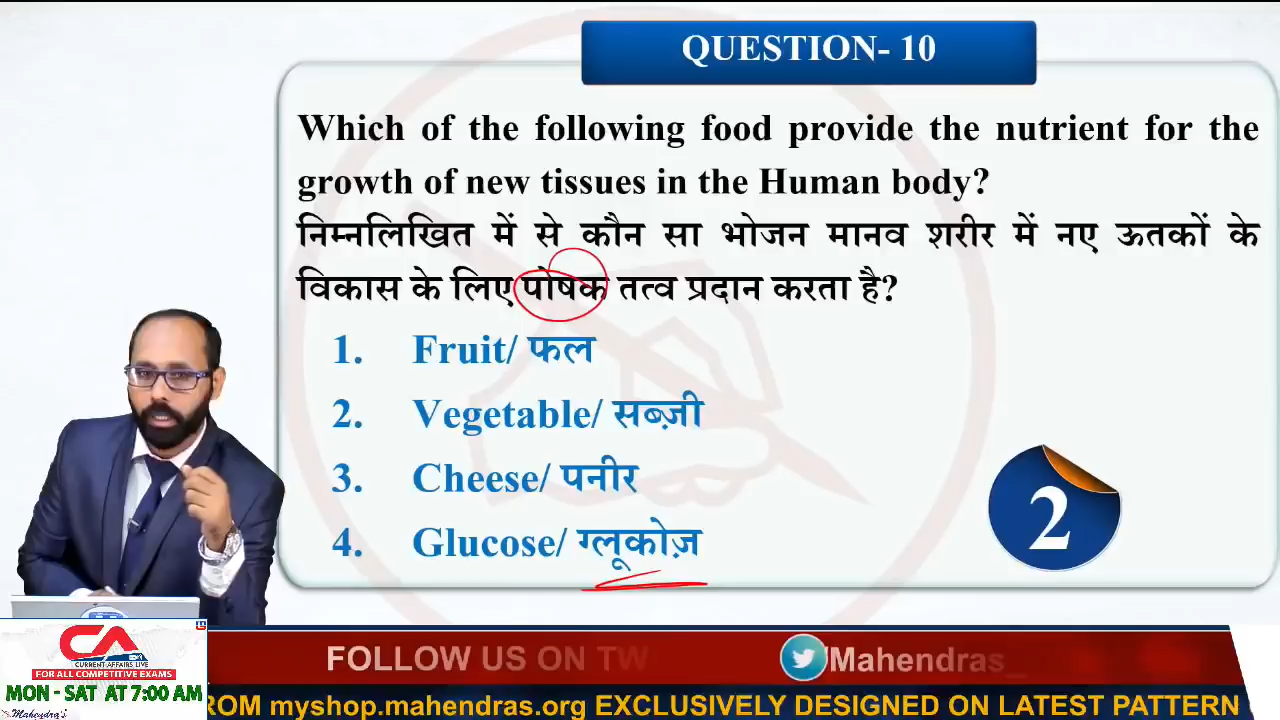 QUESTION- 10
Which of the following food provide the nutrient for the
growth of new tissues in the Human body?
निम्नलिखित में से कौन सा भोजन मानव शरीर में नए ऊतकों के
विकास के लिए पोषक तत्व प्रदान करता है?
1. Fruit/ फल
2. Vegetable/ सब्ज़ी
3. Cheese/ पनीर
4. Glucose/ ग्लूकोज़
2
CA
CURRENT AFFAIRS LIVE
FOR ALL COMPETITIVE EXAMS
MON - SAT AT 7:00 AM
Mahendra's
FOLLOW US ON TW
/Mahendras_
ROM myshop.mahendras.org EXCLUSIVELY DESIGNED ON LATEST PATTERN